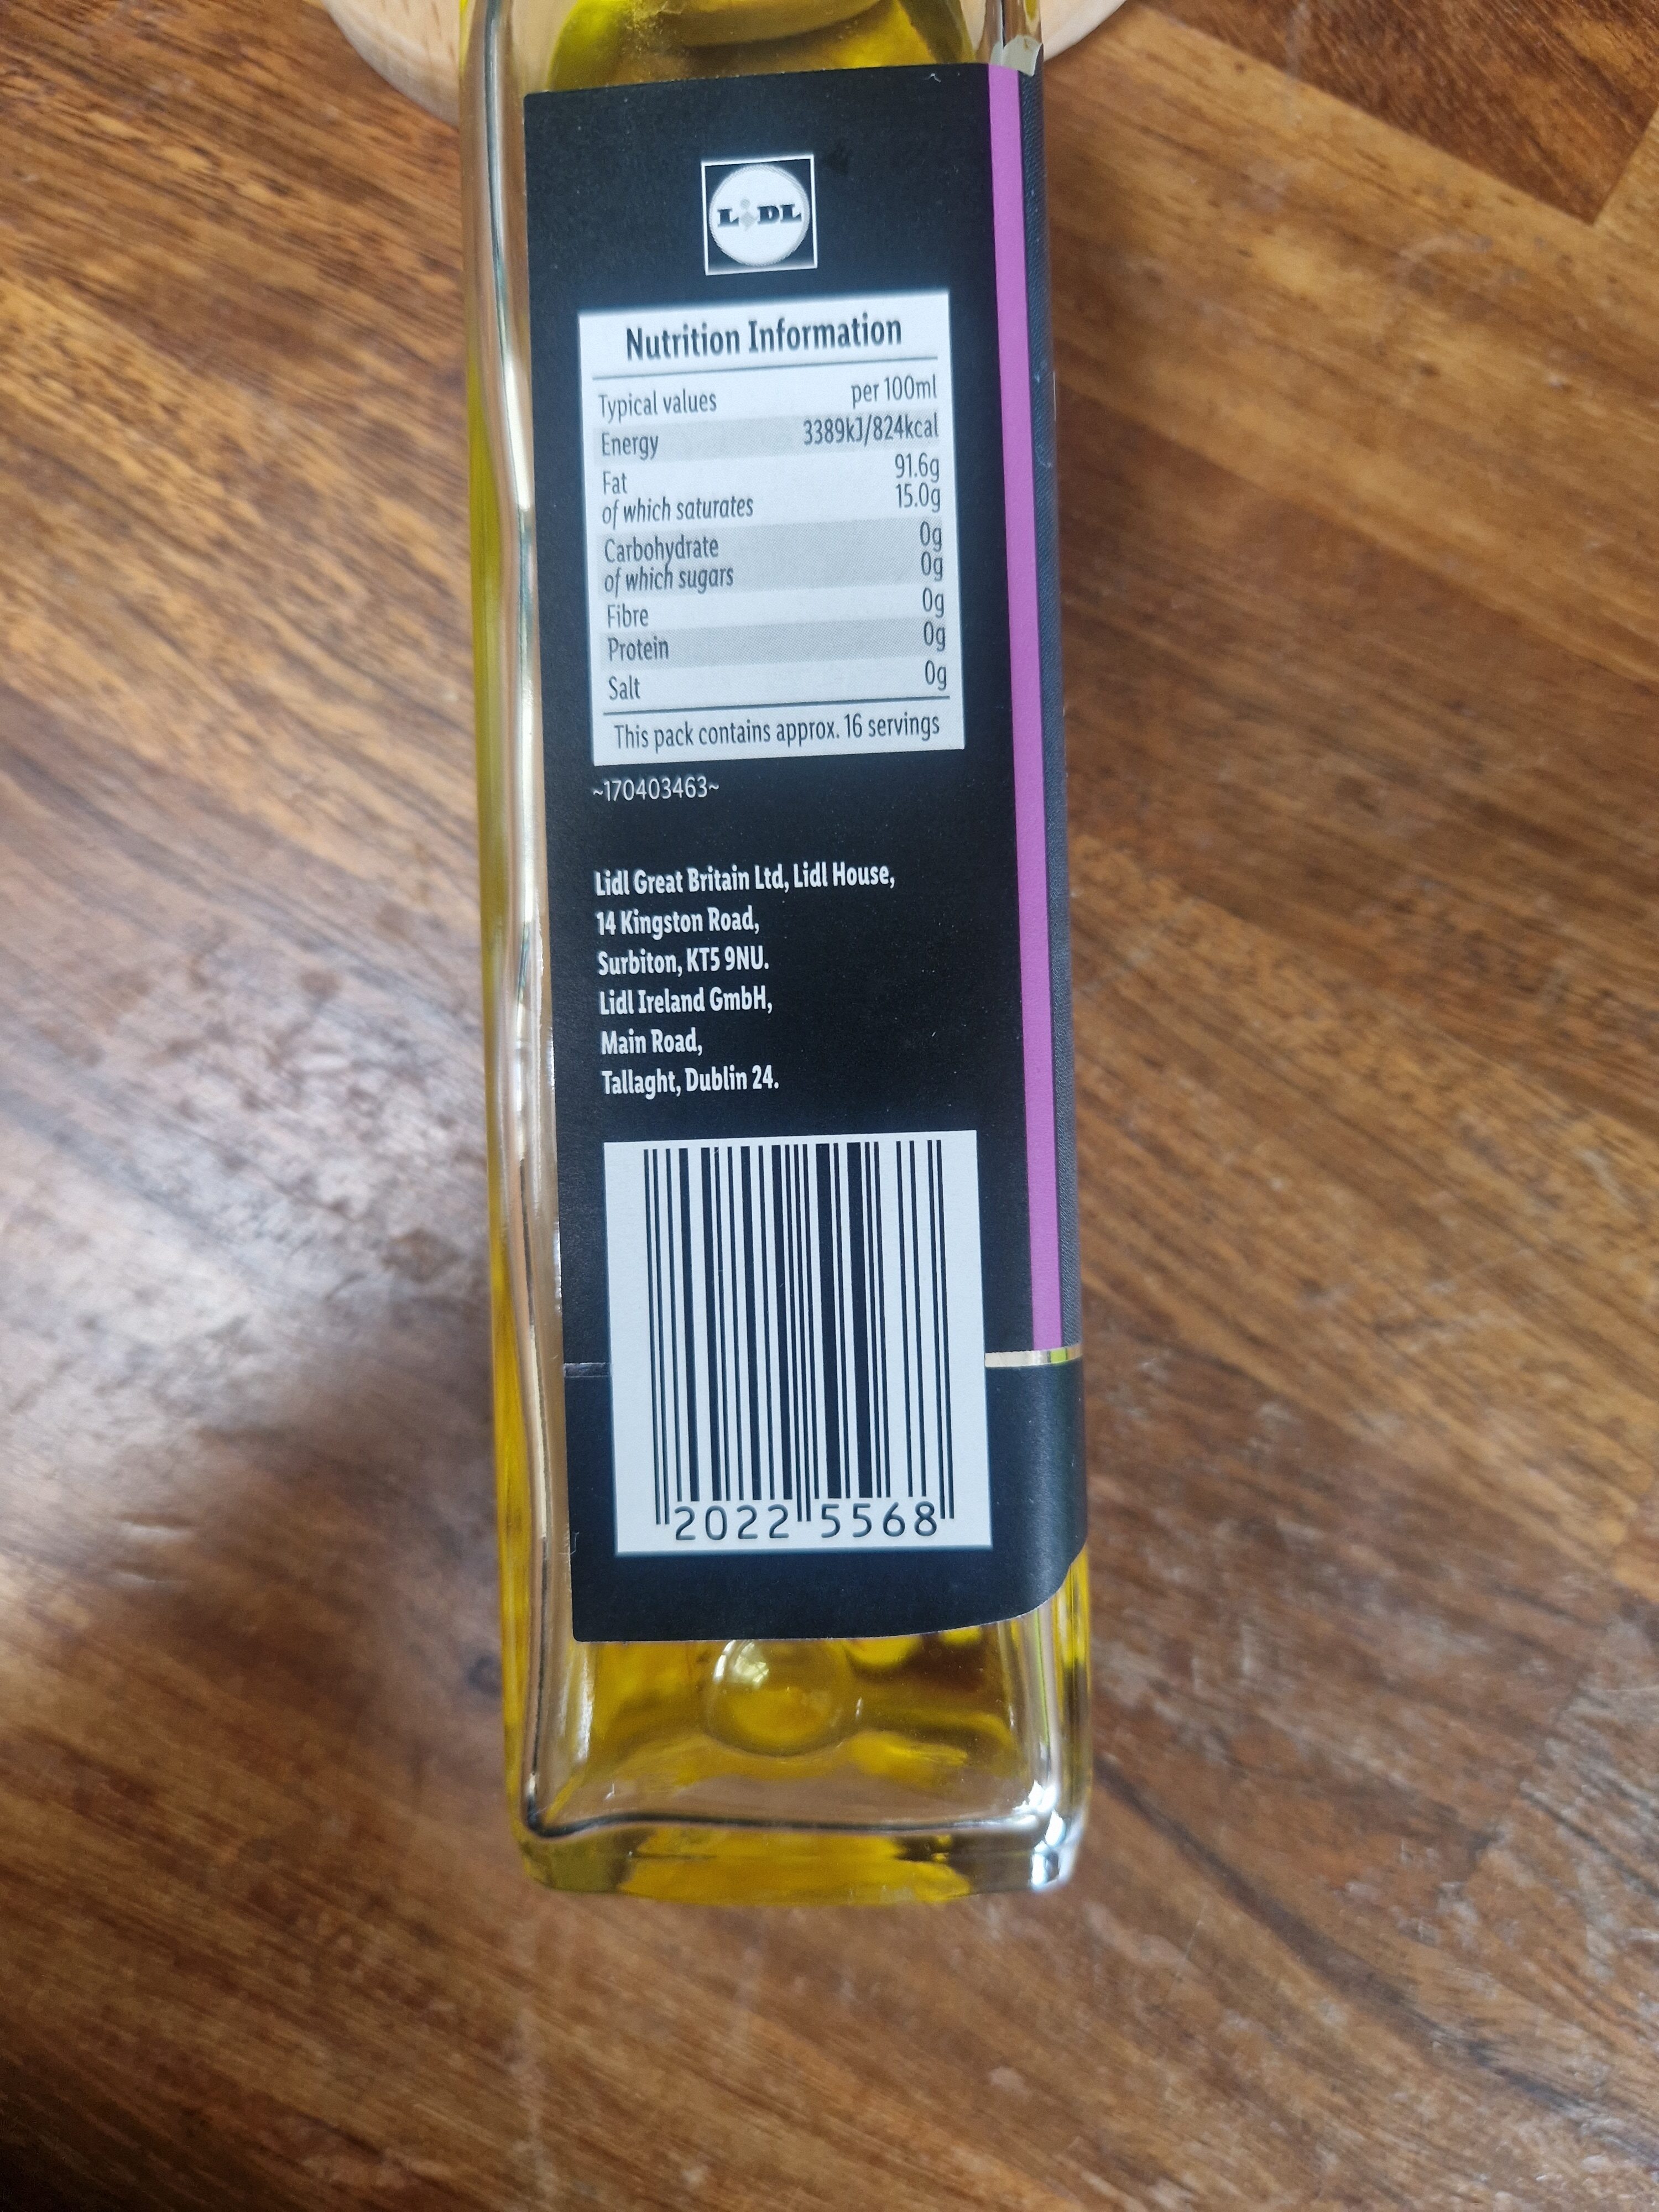 LIDL
Nutrition Information
Typical values per 100ml
Energy 3389kJ/824kcal
Fat 91.6g
of which saturates 15.0g
Carbohydrate 0g
of which sugars 0g
Fibre 0g
Protein 0g
Salt 0g
This pack contains approx. 16 servings
~170403463~
Lidl Great Britain Ltd, Lidl House,
14 Kingston Road,
Surbiton, KT5 9NU.
Lidl Ireland GmbH,
Main Road,
Tallaght, Dublin 24.
2022 5568